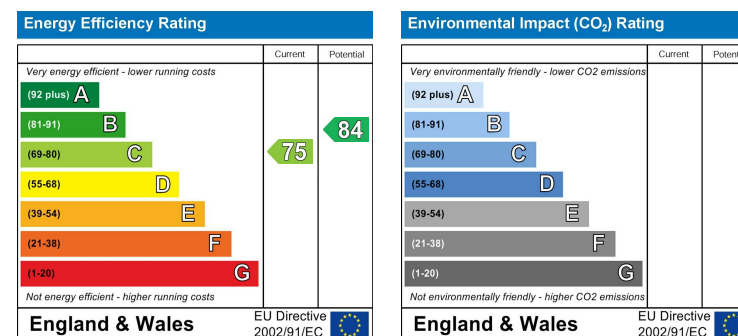 Energy Efficiency Rating
Current Potential
Very energy efficient - lower running costs
(92 plus) A
(81-91) B
84
(69-80) C
75
(55-68) D
(39-54) E
(21-38) F
(1-20) G
Not energy efficient - higher running costs
England & Wales
EU Directive
2002/91/EC
Environmental Impact (CO₂) Rating
Current Potent
Very environmentally friendly - lower CO2 emissions
(92 plus) A
(81-91) B
(69-80) C
(55-68) D
(39-54) E
(21-38) F
(1-20) G
Not environmentally friendly - higher CO2 emissions
England & Wales
EU Directive
2002/91/EC